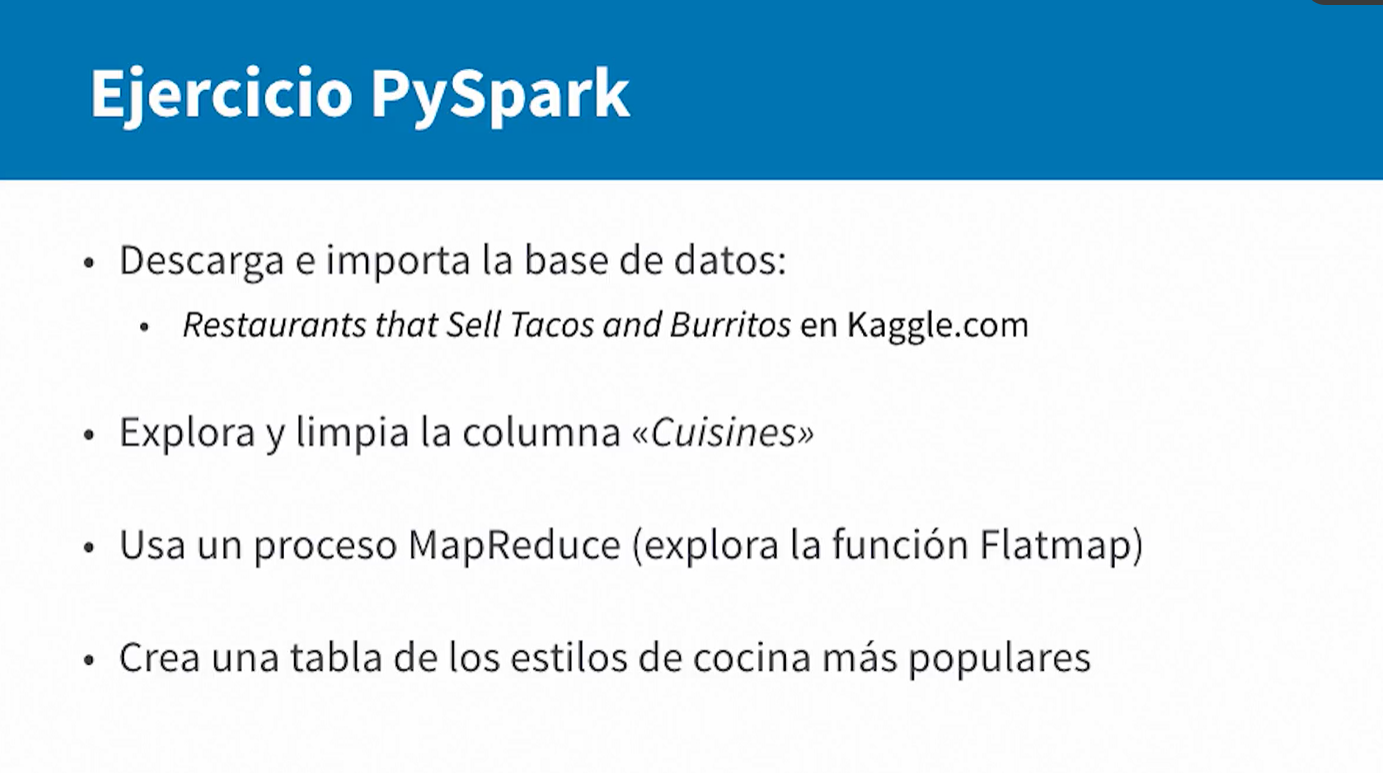 Ejercicio PySpark
• Descarga e importa la base de datos:
• Restaurants that Sell Tacos and Burritos en Kaggle.com
• Explora y limpia la columna «Cuisines»
• Usa un proceso MapReduce (explora la función Flatmap)
• Crea una tabla de los estilos de cocina más populares